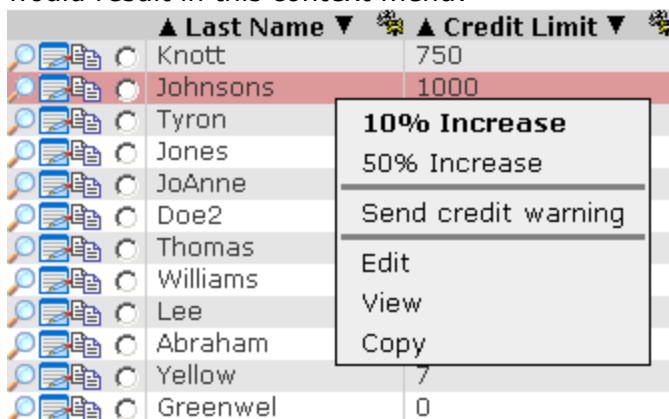 would result in this context menu:
▲ Last Name ▼ ▲ Credit Limit ▼
Knott 750
Johnsons 1000
Tyron
Jones
JoAnne
Doe2
Thomas
Williams
Lee
Abraham
Yellow 7
Greenwel 0
10% Increase
50% Increase
Send credit warning
Edit
View
Copy